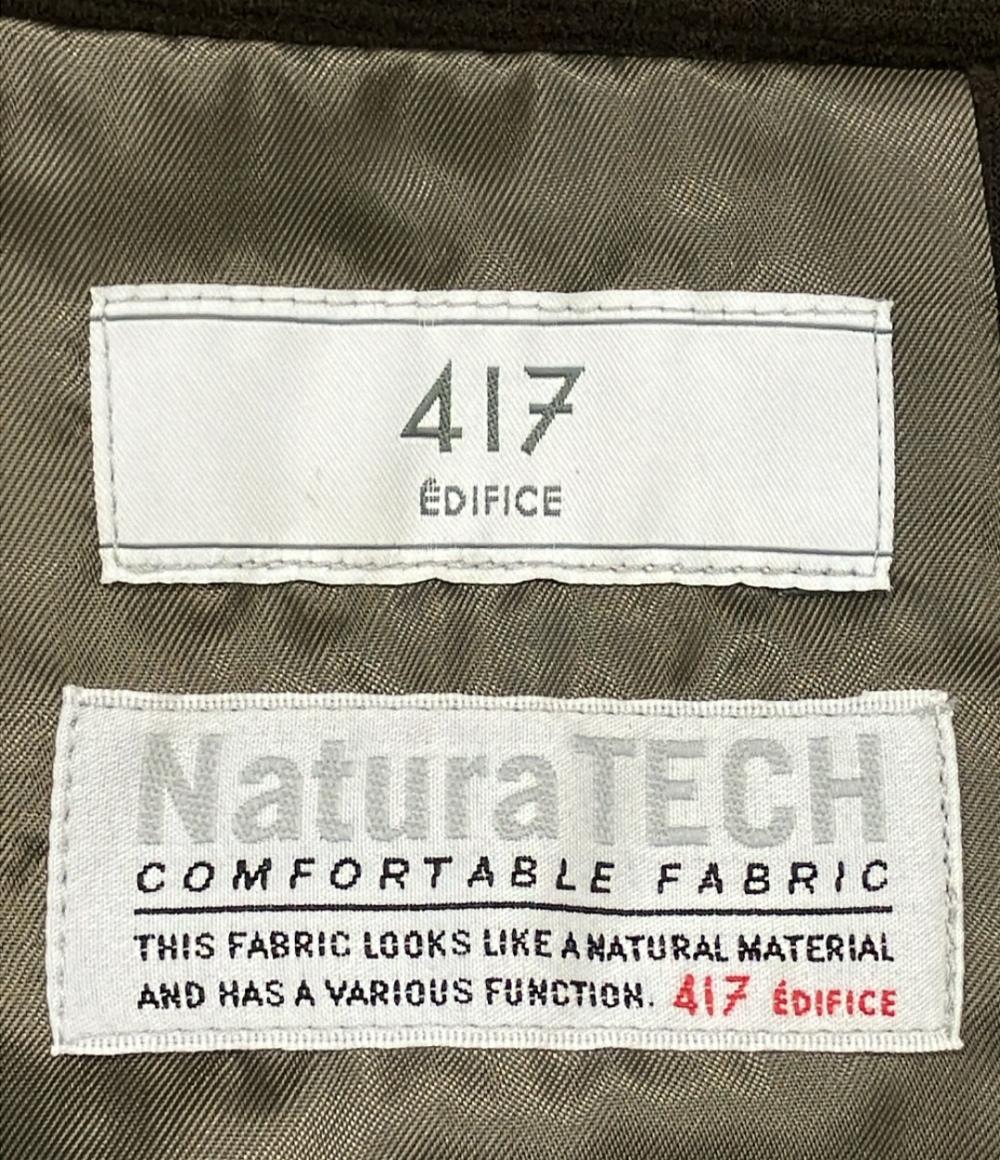 417
ÉDIFICE
NaturaTECH
COMFORTABLE FABRIC
THIS FABRIC LOOKS LIKE A NATURAL MATERIAL
AND HAS A VARIOUS FUNCTION. 417 ÉDIFICE